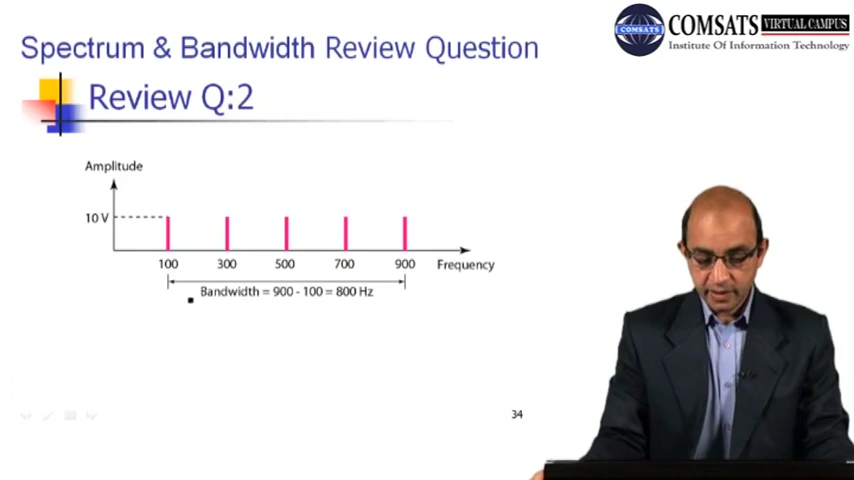 Spectrum & Bandwidth Review Question
Review Q:2
COMSATS
COMSATS VIRTUAL CAMPUS
Institute Of Information Technology
Amplitude
10 V
100 300 500 700 900 Frequency
Bandwidth = 900 - 100 = 800 Hz
34